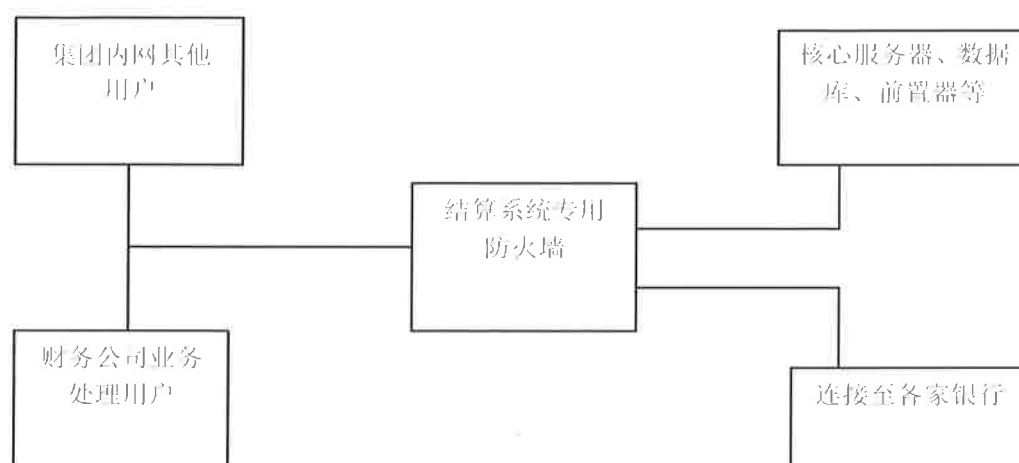 集团内网其他
用户
核心服务器、数据
库、前置器等
结算系统专用
防火墙
财务公司业务
处理用户
连接至各家银行